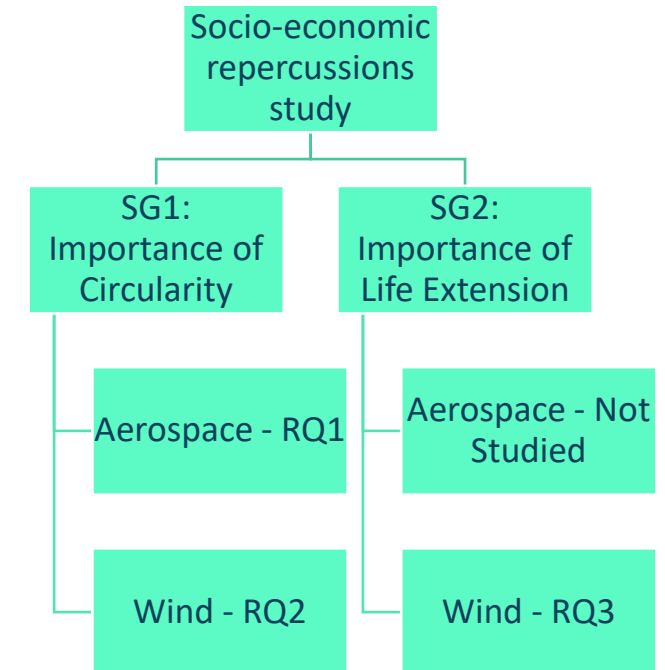 Socio-economic
repercussions
study
SG1:
Importance of
Circularity
SG2:
Importance of
Life Extension
Aerospace - RQ1
Aerospace - Not
Studied
Wind - RQ2
Wind - RQ3